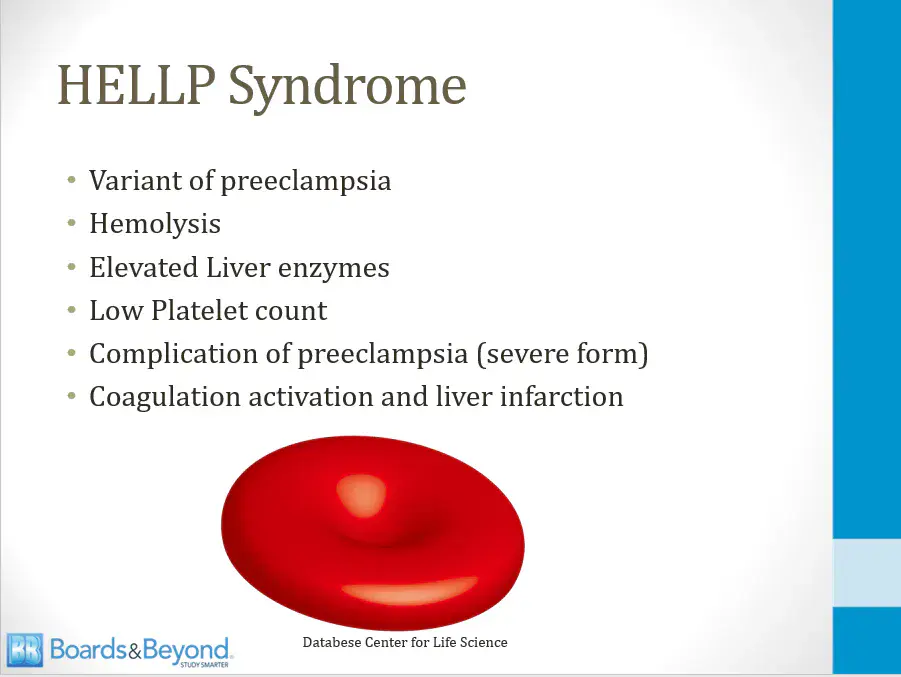 HELLP Syndrome
• Variant of preeclampsia
• Hemolysis
• Elevated Liver enzymes
• Low Platelet count
• Complication of preeclampsia (severe form)
• Coagulation activation and liver infarction
Databese Center for Life Science
BB Boards&Beyond.
STUDY SMARTER